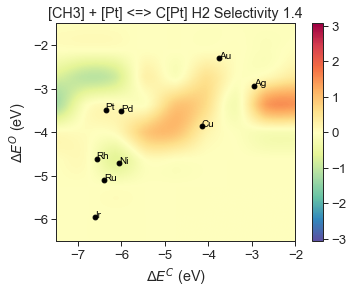 [CH3] + [Pt] <=> C[Pt] H2 Selectivity 1.4
ΔE^O (eV)
−2
−3
−4
−5
−6
Au
Ag
Pt
Pd
Cu
Rh
Ni
Ru
Ir
−7
−6
−5
−4
−3
−2
ΔE^C (eV)
3
2
1
0
−1
−2
−3